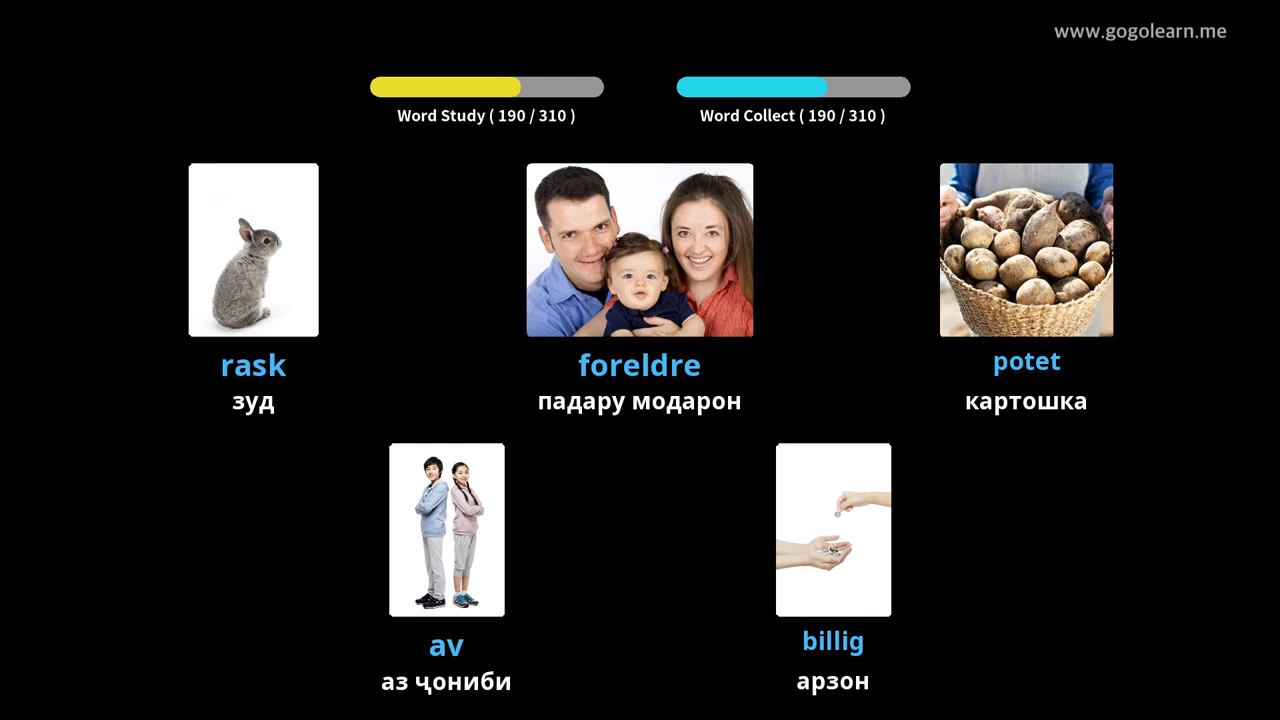 www.gogolearn.me
Word Study ( 190 / 310 )
Word Collect ( 190 / 310 )
rask
зуд
foreldre
падару модарон
potet
картошка
av
аз ҷониби
billig
арзон